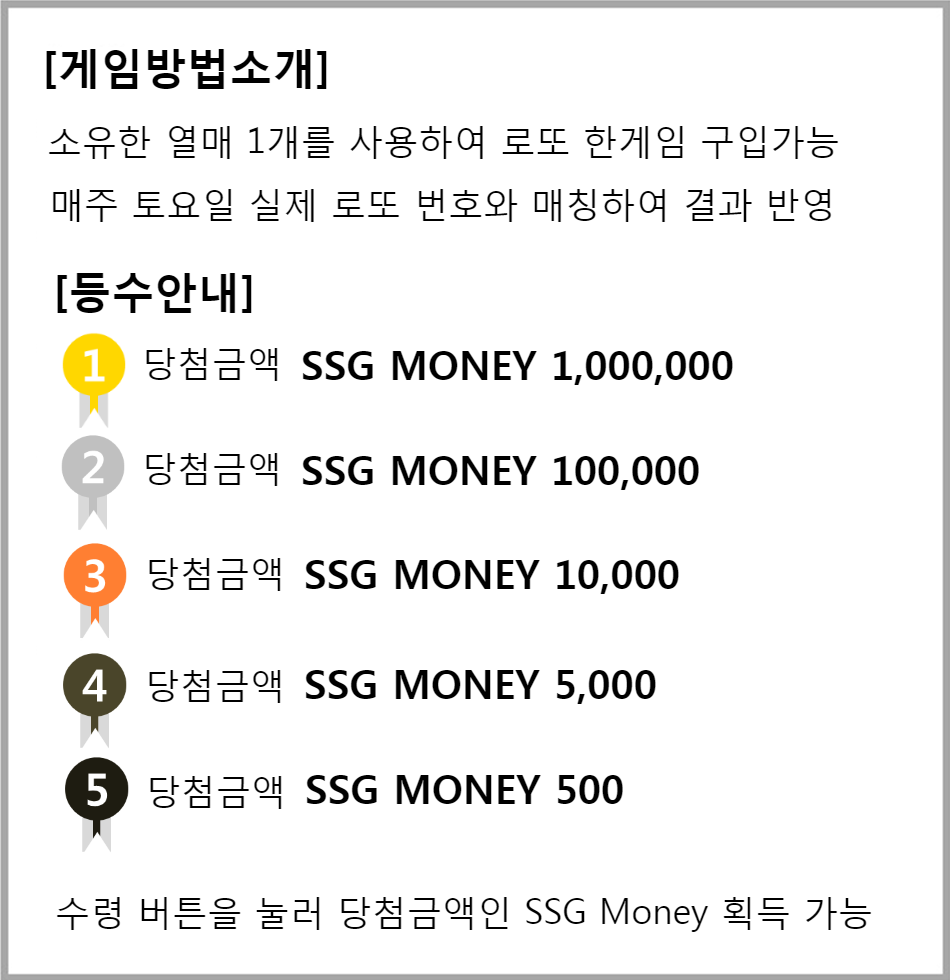 [게임방법소개]
소유한 열매 1개를 사용하여 로또 한게임 구입가능
매주 토요일 실제 로또 번호와 매칭하여 결과 반영
[등수안내]
1 당첨금액 SSG MONEY 1,000,000
2 당첨금액 SSG MONEY 100,000
3 당첨금액 SSG MONEY 10,000
4 당첨금액 SSG MONEY 5,000
5 당첨금액 SSG MONEY 500
수령 버튼을 눌러 당첨금액인 SSG Money 획득 가능